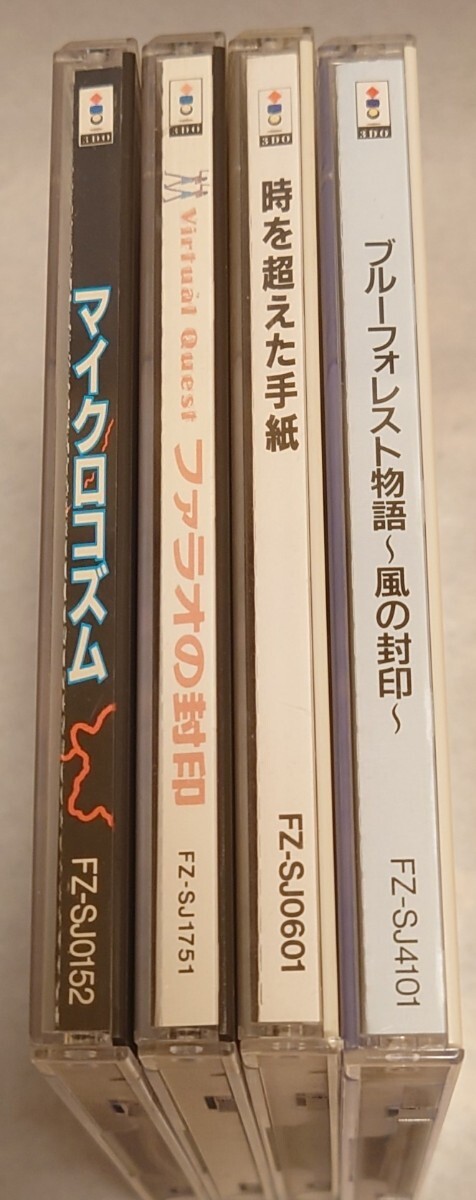 3DO
マイクロコズム
FZ-SJ0152
3DO
Virtual Quest ファラオの封印
FZ-SJ1751
3DO
時を超えた手紙
FZ-SJ0601
3DO
ブルーフォレスト物語～風の封印～
FZ-SJ4101